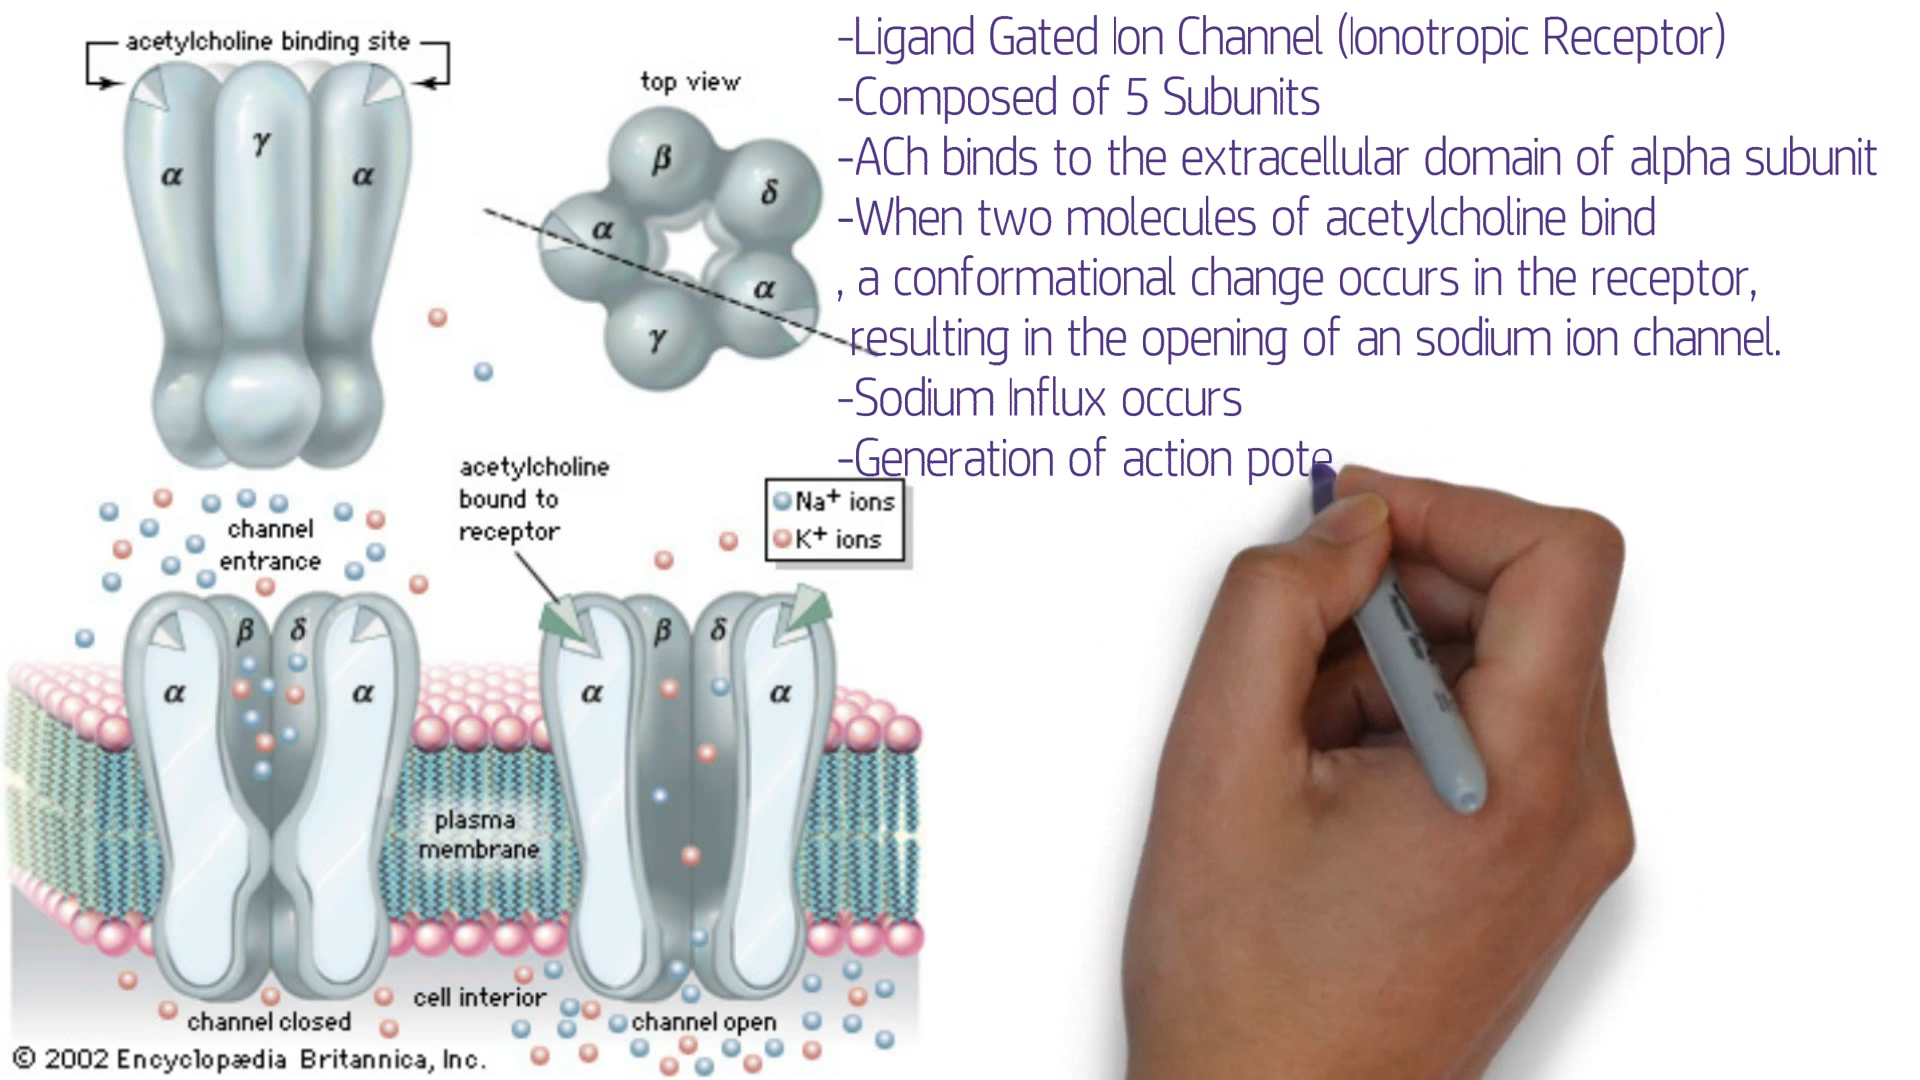 acetylcholine binding site
α
γ
α
top view
β
δ
α
α
γ
-Ligand Gated Ion Channel (Ionotropic Receptor)
-Composed of 5 Subunits
-ACh binds to the extracellular domain of alpha subunit
-When two molecules of acetylcholine bind
, a conformational change occurs in the receptor,
resulting in the opening of an sodium ion channel.
-Sodium Influx occurs
-Generation of action pote
acetylcholine
bound to
receptor
Na+ ions
K+ ions
channel
entrance
β
δ
α
α
β
δ
α
α
plasma
membrane
cell interior
channel closed
channel open
© 2002 Encyclopædia Britannica, Inc.